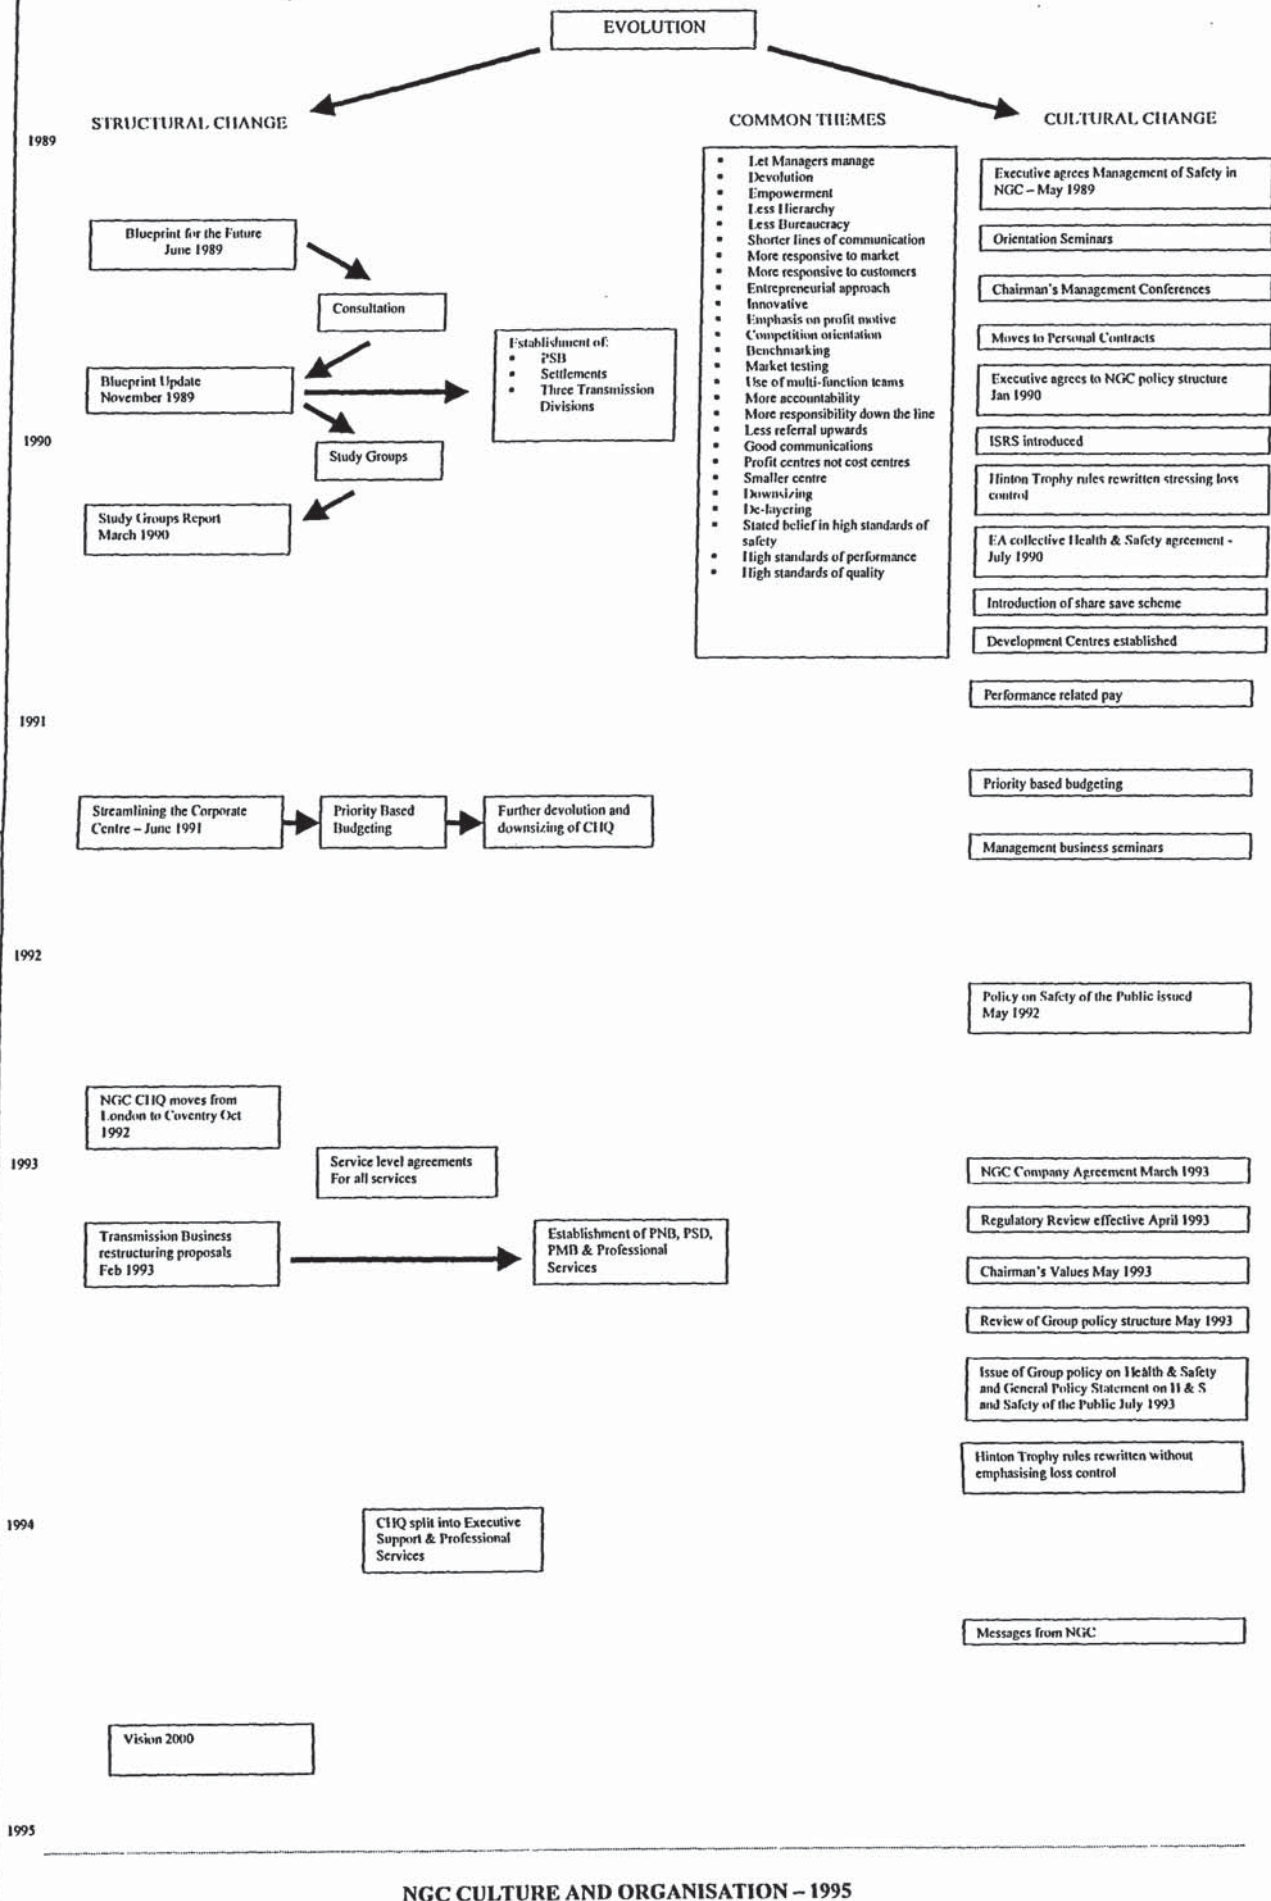 EVOLUTION
STRUCTURAL CHANGE
COMMON THEMES
CULTURAL CHANGE
1989
Blueprint for the Future
June 1989
Consultation
Blueprint Update
November 1989
Establishment of:
▪ PSB
▪ Settlements
▪ Three Transmission
Divisions
1990
Study Groups
Study Groups Report
March 1990
▪ Let Managers manage
▪ Devolution
▪ Empowerment
▪ Less Hierarchy
▪ Less Bureaucracy
▪ Shorter lines of communication
▪ More responsive to market
▪ More responsive to customers
▪ Entrepreneurial approach
▪ Innovative
▪ Emphasis on profit motive
▪ Competition orientation
▪ Benchmarking
▪ Market testing
▪ Use of multi-function teams
▪ More accountability
▪ More responsibility down the line
▪ Less referral upwards
▪ Good communications
▪ Profit centres not cost centres
▪ Smaller centre
▪ Downsizing
▪ De-layering
▪ Stated belief in high standards of
safety
▪ High standards of performance
▪ High standards of quality
Executive agrees Management of Safety in
NGC – May 1989
Orientation Seminars
Chairman's Management Conferences
Moves to Personal Contracts
Executive agrees to NGC policy structure
Jan 1990
ISRS introduced
Hinton Trophy rules rewritten stressing loss
control
EA collective Health & Safety agreement -
July 1990
Introduction of share save scheme
Development Centres established
Performance related pay
1991
Priority based budgeting
Streamlining the Corporate
Centre – June 1991
Priority Based
Budgeting
Further devolution and
downsizing of CHQ
Management business seminars
1992
Policy on Safety of the Public issued
May 1992
NGC CHQ moves from
London to Coventry Oct
1992
1993
Service level agreements
For all services
NGC Company Agreement March 1993
Transmission Business
restructuring proposals
Feb 1993
Establishment of PNB, PSD,
PMB & Professional
Services
Regulatory Review effective April 1993
Chairman's Values May 1993
Review of Group policy structure May 1993
Issue of Group policy on Health & Safety
and General Policy Statement on H & S
and Safety of the Public July 1993
Hinton Trophy rules rewritten without
emphasising loss control
1994
CHQ split into Executive
Support & Professional
Services
Messages from NGC
Vision 2000
1995
NGC CULTURE AND ORGANISATION – 1995